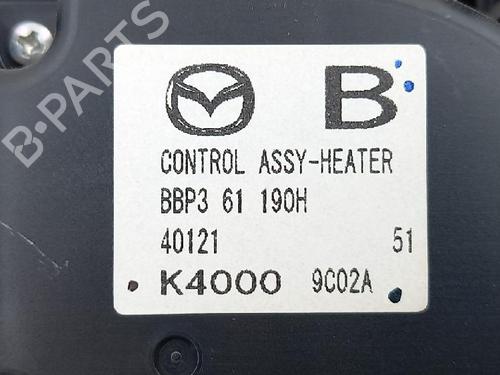 B
CONTROL ASSY-HEATER
BBP3 61 190H
40121 51
K4000 9C02A
B-PARTS